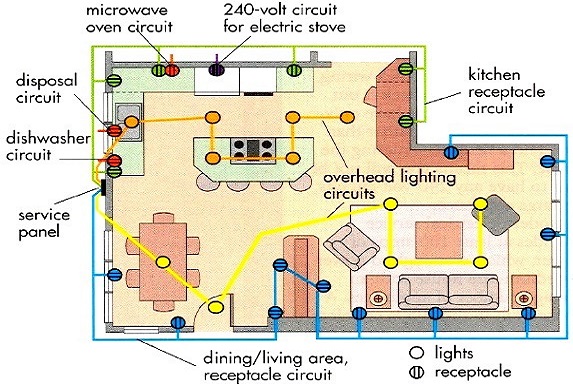 microwave
oven circuit
240-volt circuit
for electric stove
disposal
circuit
kitchen
receptacle
circuit
dishwasher
circuit
overhead lighting
circuits
service
panel
dining/living area,
receptacle circuit
lights
receptacle